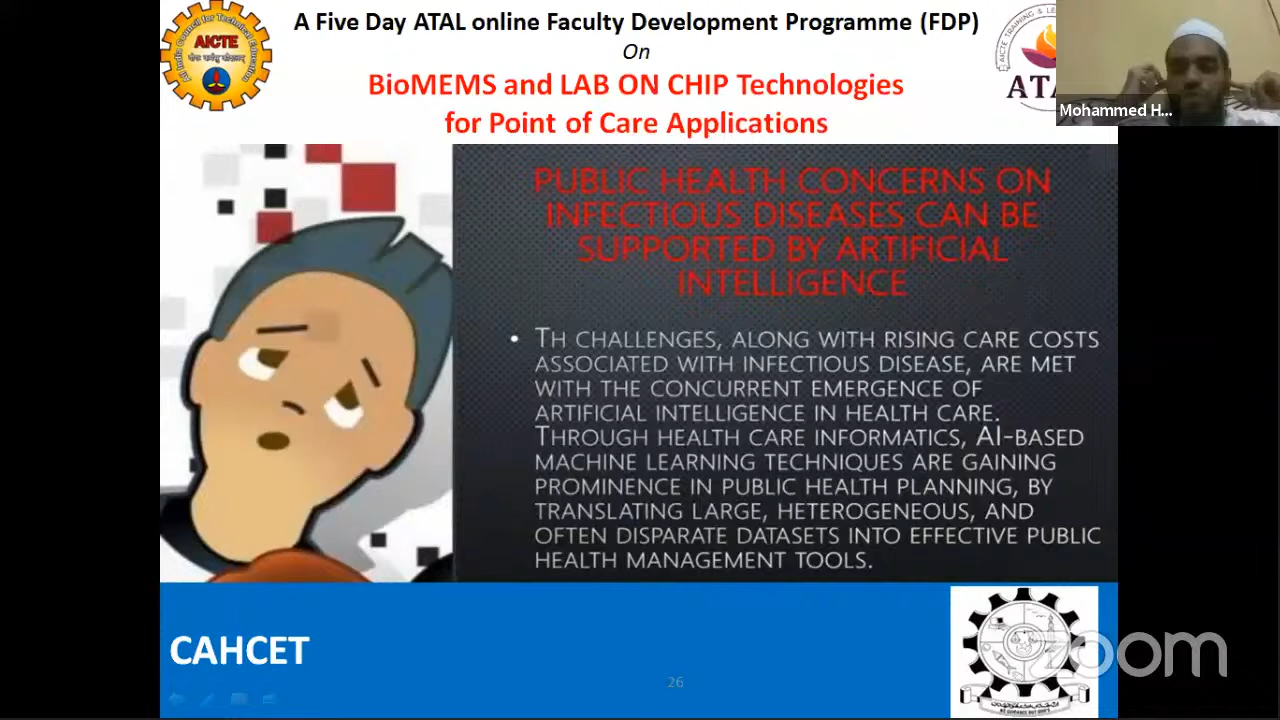 A Five Day ATAL online Faculty Development Programme (FDP)
On
BioMEMS and LAB ON CHIP Technologies
for Point of Care Applications
AICTE
ATA
Mohammed H...
PUBLIC HEALTH CONCERNS ON
INFECTIOUS DISEASES CAN BE
SUPPORTED BY ARTIFICIAL
INTELLIGENCE
• TH CHALLENGES, ALONG WITH RISING CARE COSTS
ASSOCIATED WITH INFECTIOUS DISEASE, ARE MET
WITH THE CONCURRENT EMERGENCE OF
ARTIFICIAL INTELLIGENCE IN HEALTH CARE.
THROUGH HEALTH CARE INFORMATICS, AI-BASED
MACHINE LEARNING TECHNIQUES ARE GAINING
PROMINENCE IN PUBLIC HEALTH PLANNING, BY
TRANSLATING LARGE, HETEROGENEOUS, AND
OFTEN DISPARATE DATASETS INTO EFFECTIVE PUBLIC
HEALTH MANAGEMENT TOOLS.
CAHCET
26
zoom